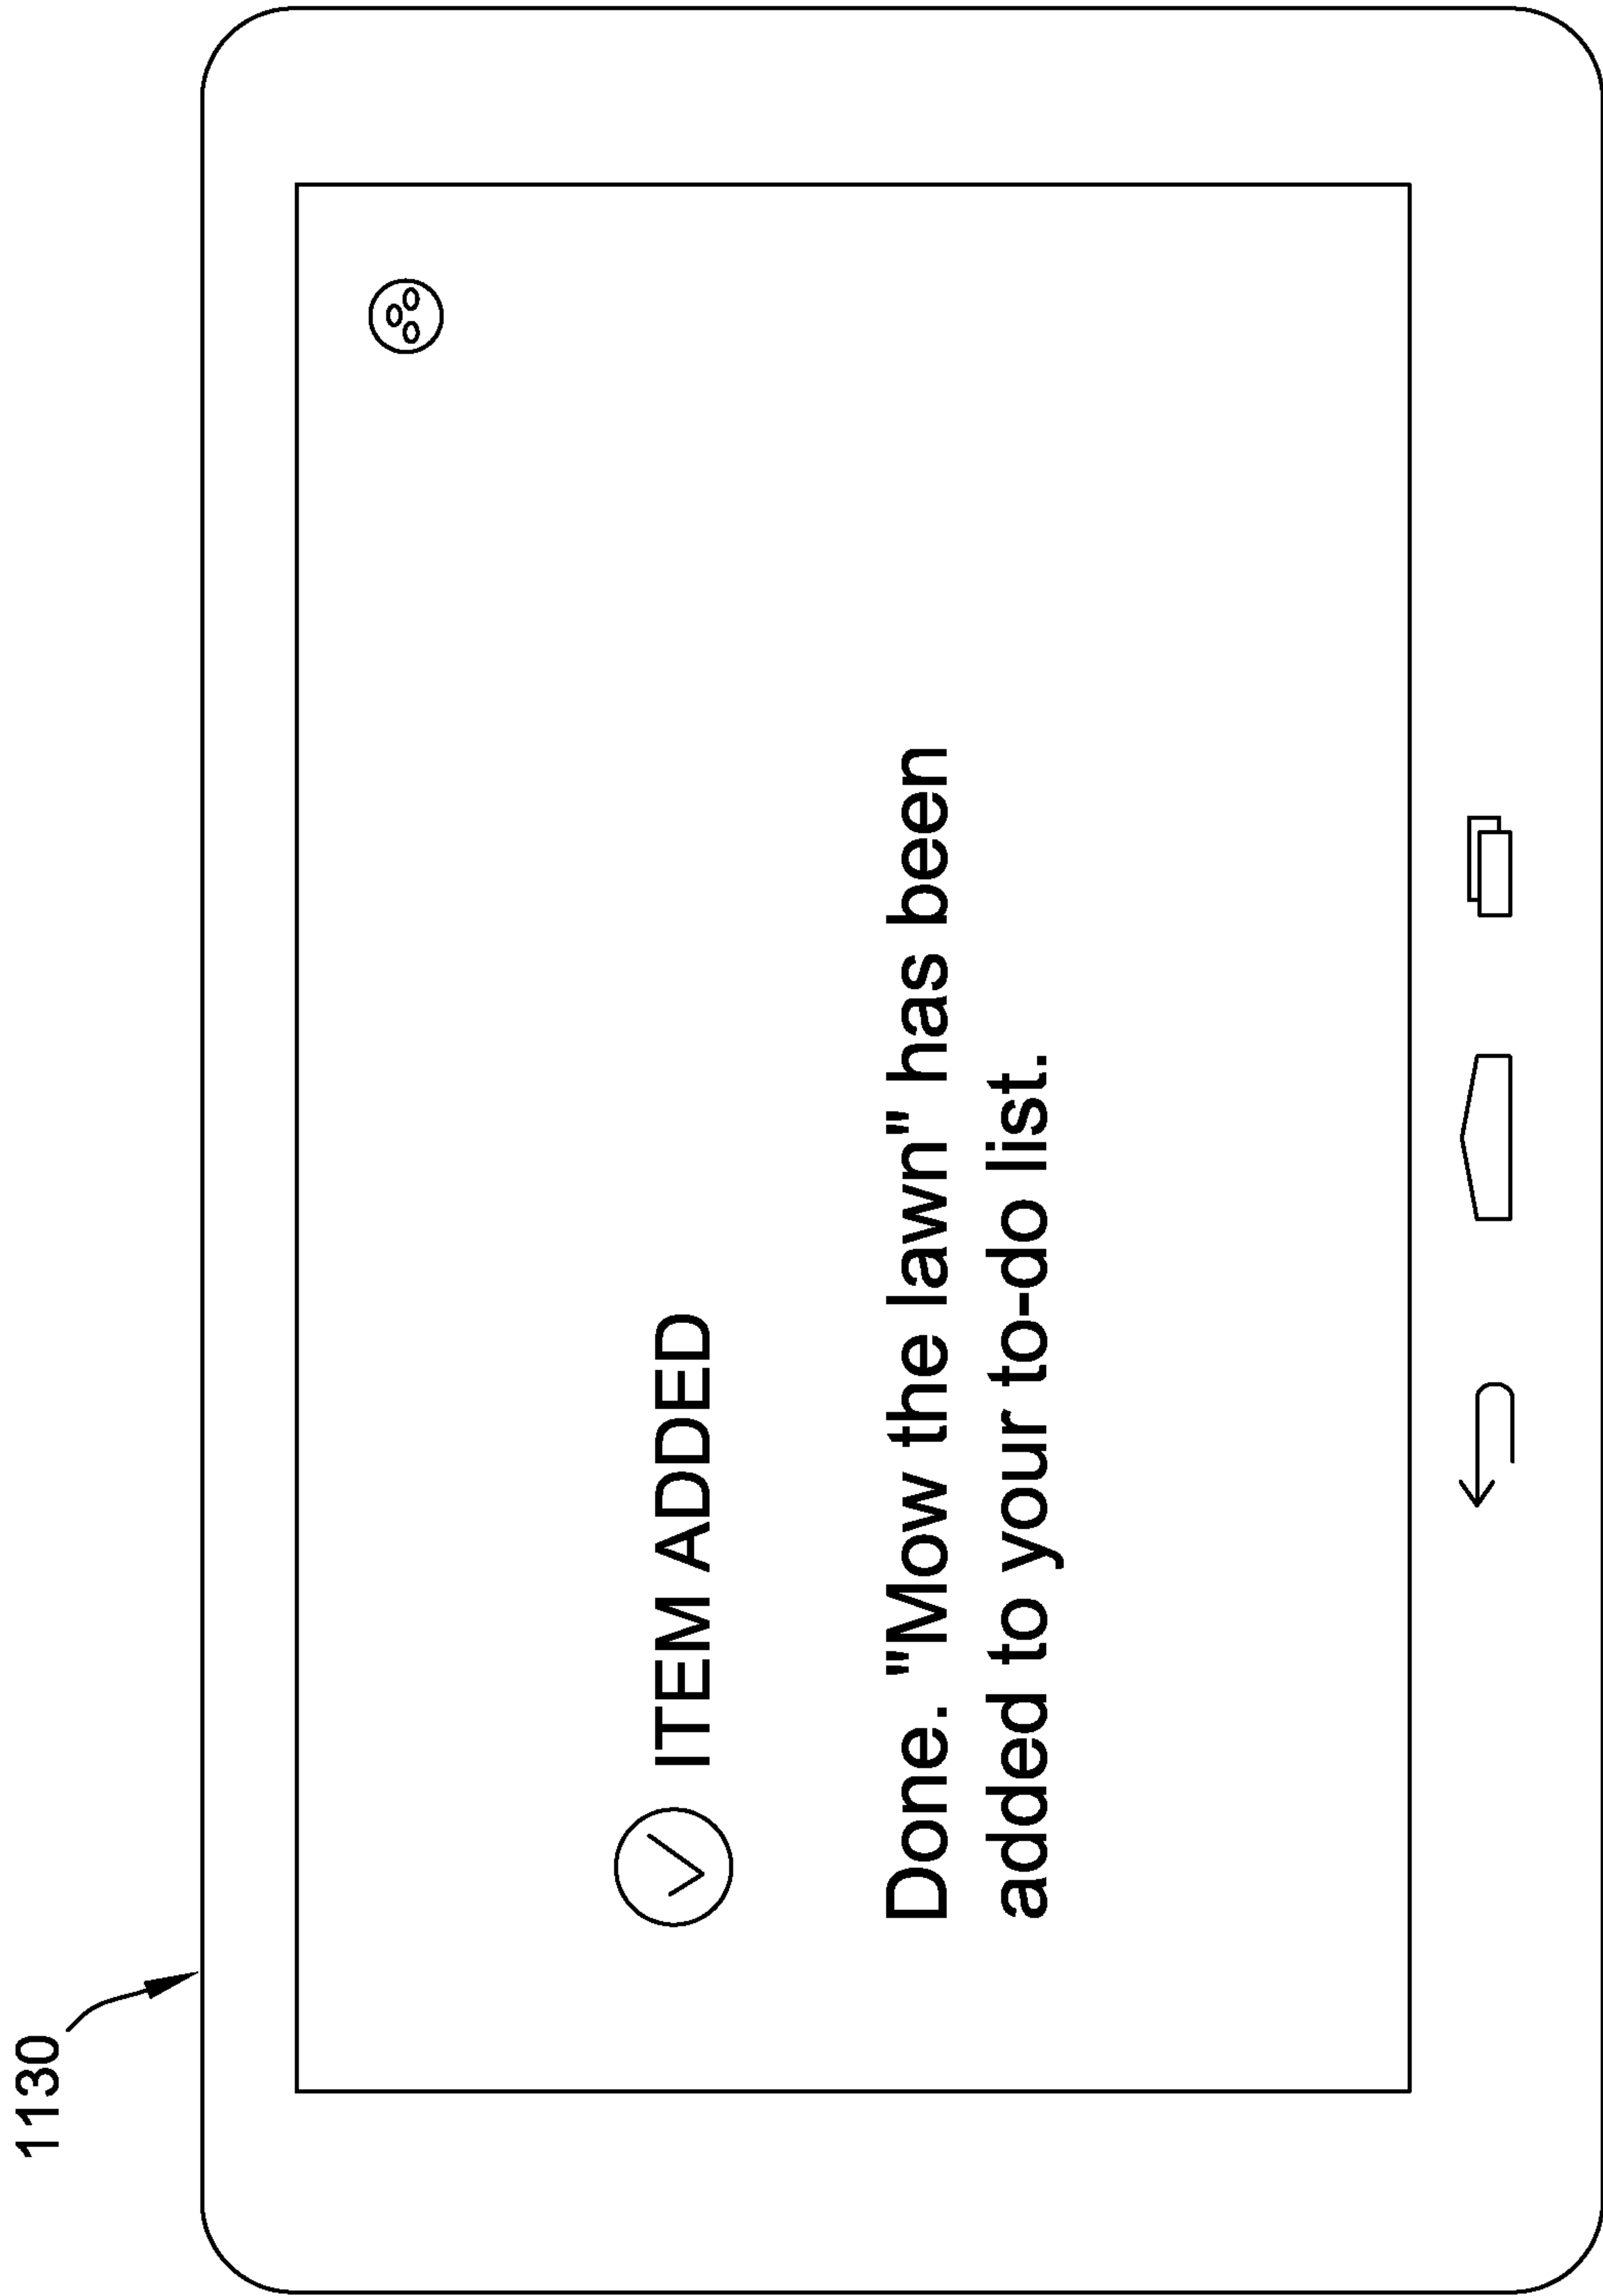 1130
ITEM ADDED
Done. "Mow the lawn" has been
added to your to-do list.